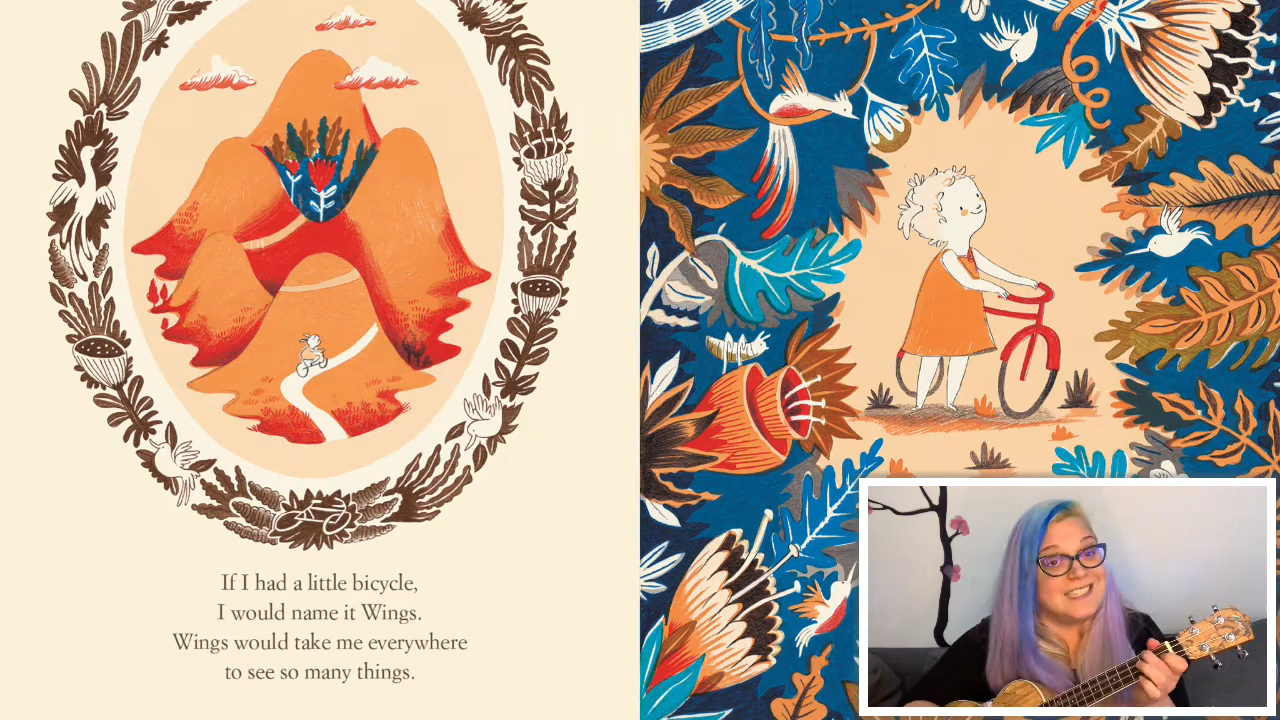 If I had a little bicycle,
I would name it Wings.
Wings would take me everywhere
to see so many things.